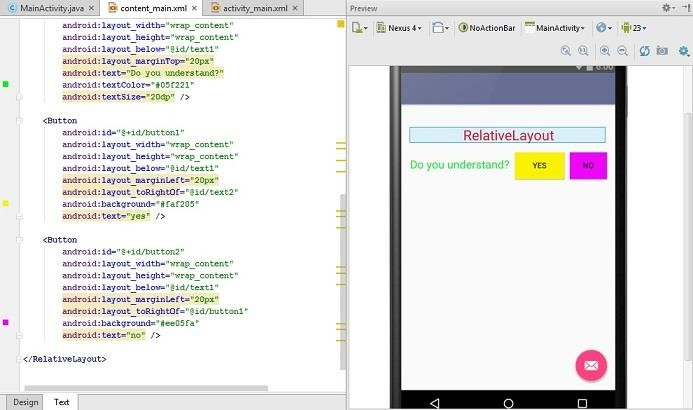 MainActivity.java
content_main.xml
activity_main.xml
android:layout_width="wrap_content"
android:layout_height="wrap_content"
android:layout_below="@id/text1"
android:layout_marginTop="20px"
android:text="Do you understand?"
android:textColor="#05f221"
android:textSize="20dp" />
<Button
android:id="@+id/button1"
android:layout_width="wrap_content"
android:layout_height="wrap_content"
android:layout_below="@id/text1"
android:layout_marginLeft="20px"
android:layout_toRightOf="@id/text2"
android:background="#faf205"
android:text="yes" />
<Button
android:id="@+id/button2"
android:layout_width="wrap_content"
android:layout_height="wrap_content"
android:layout_below="@id/text1"
android:layout_marginLeft="20px"
android:layout_toRightOf="@id/button1"
android:background="#ee05fa"
android:text="no" />
</RelativeLayout>
Design
Text
Preview
Nexus 4
NoActionBar
MainActivity
23
6:00
RelativeLayout
Do you understand?
YES
NO